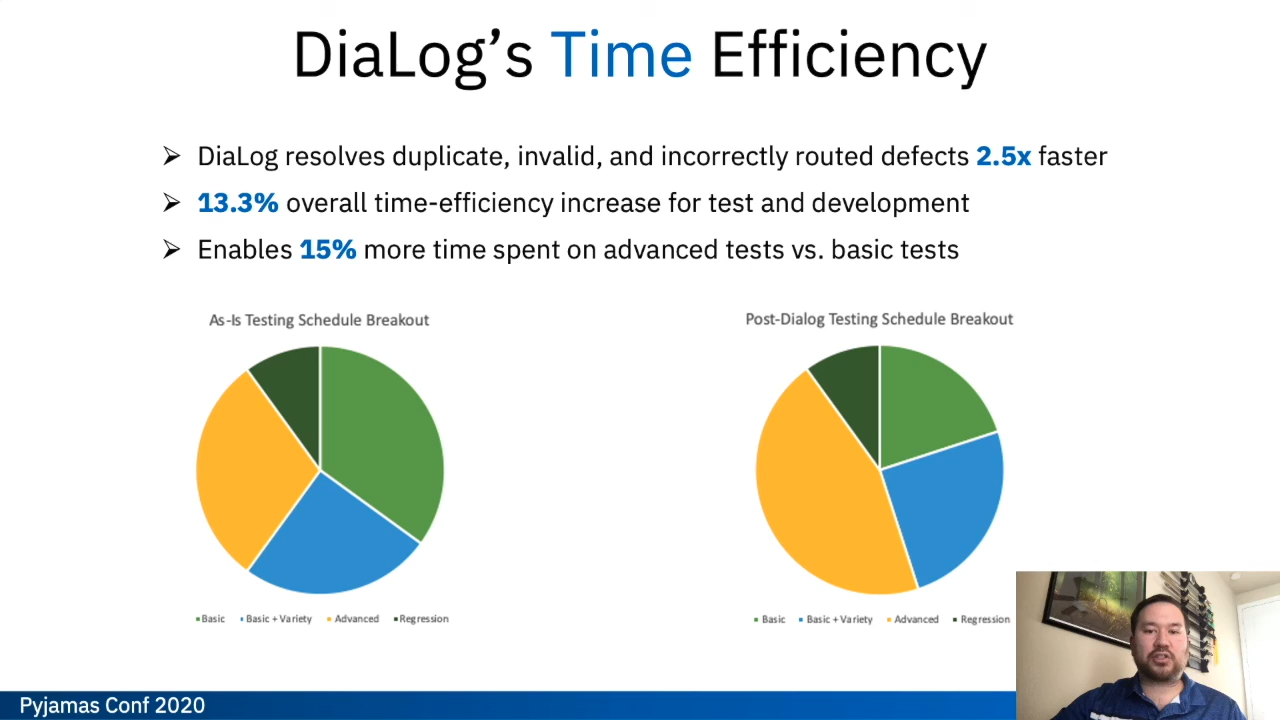 DiaLog’s Time Efficiency
DiaLog resolves duplicate, invalid, and incorrectly routed defects 2.5x faster
13.3% overall time-efficiency increase for test and development
Enables 15% more time spent on advanced tests vs. basic tests
As-Is Testing Schedule Breakout
Post-Dialog Testing Schedule Breakout
Basic Basic + Variety Advanced Regression
Basic Basic + Variety Advanced Regression
Pyjamas Conf 2020